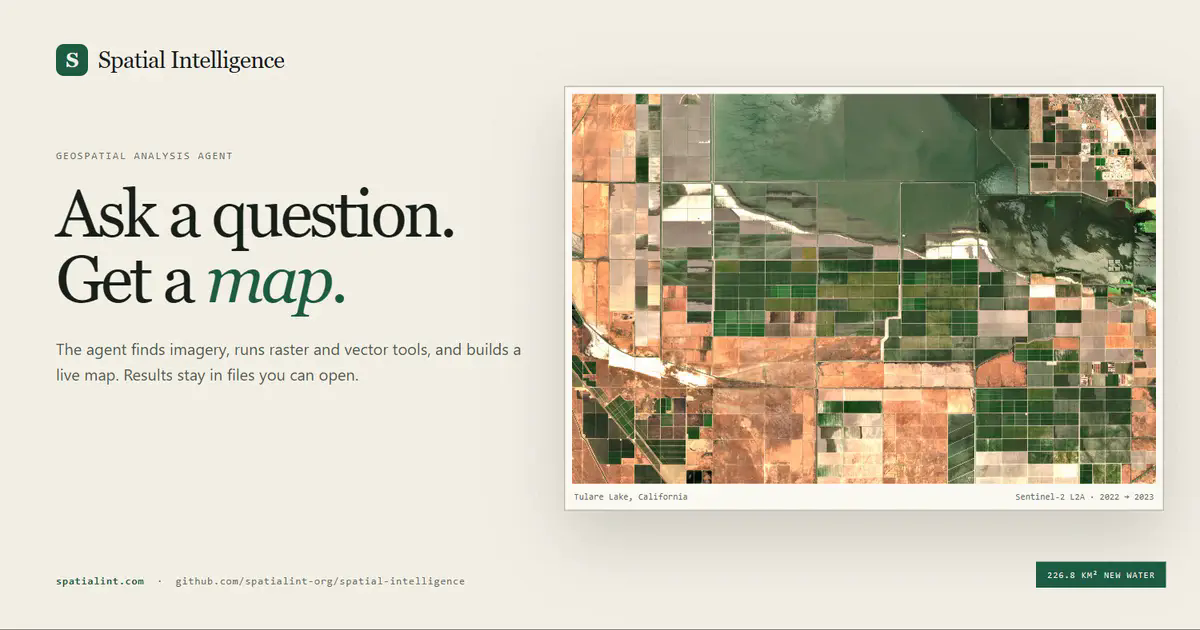 S Spatial Intelligence
GEOSPATIAL ANALYSIS AGENT
Ask a question.
Get a map.
The agent finds imagery, runs raster and vector tools, and builds a
live map. Results stay in files you can open.
Tulare Lake, California
Sentinel-2 L2A · 2022 → 2023
spatialint.com · github.com/spatialint-org/spatial-intelligence
226.8 KM² NEW WATER